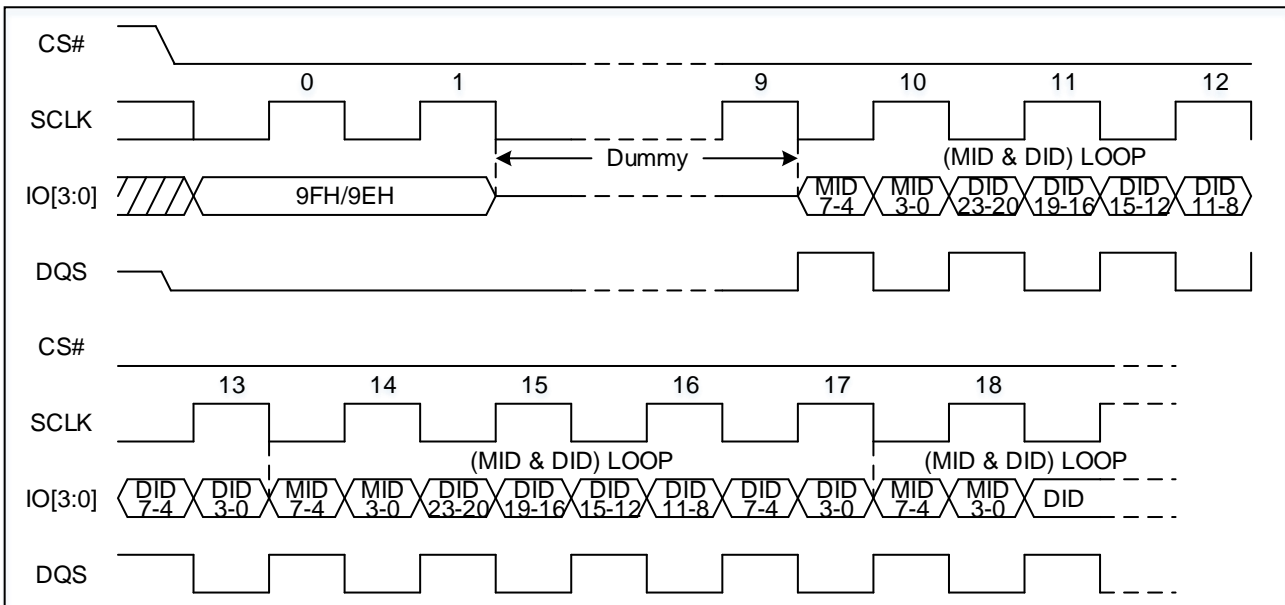 CS#
0 1 9 10 11 12
SCLK
Dummy (MID & DID) LOOP
IO[3:0] 9FH/9EH MID 7-4 MID 3-0 DID 23-20 DID 19-16 DID 15-12 DID 11-8
DQS
CS#
13 14 15 16 17 18
SCLK
(MID & DID) LOOP (MID & DID) LOOP
IO[3:0] DID 7-4 DID 3-0 MID 7-4 MID 3-0 DID 23-20 DID 19-16 DID 15-12 DID 11-8 DID 7-4 DID 3-0 MID 7-4 MID 3-0 DID
DQS